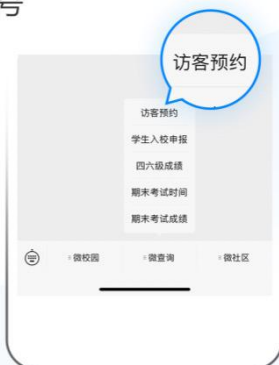 号
访客预约
访客预约
学生入校申报
四六级成绩
期末考试时间
期末考试成绩
微校园
微查询
微社区